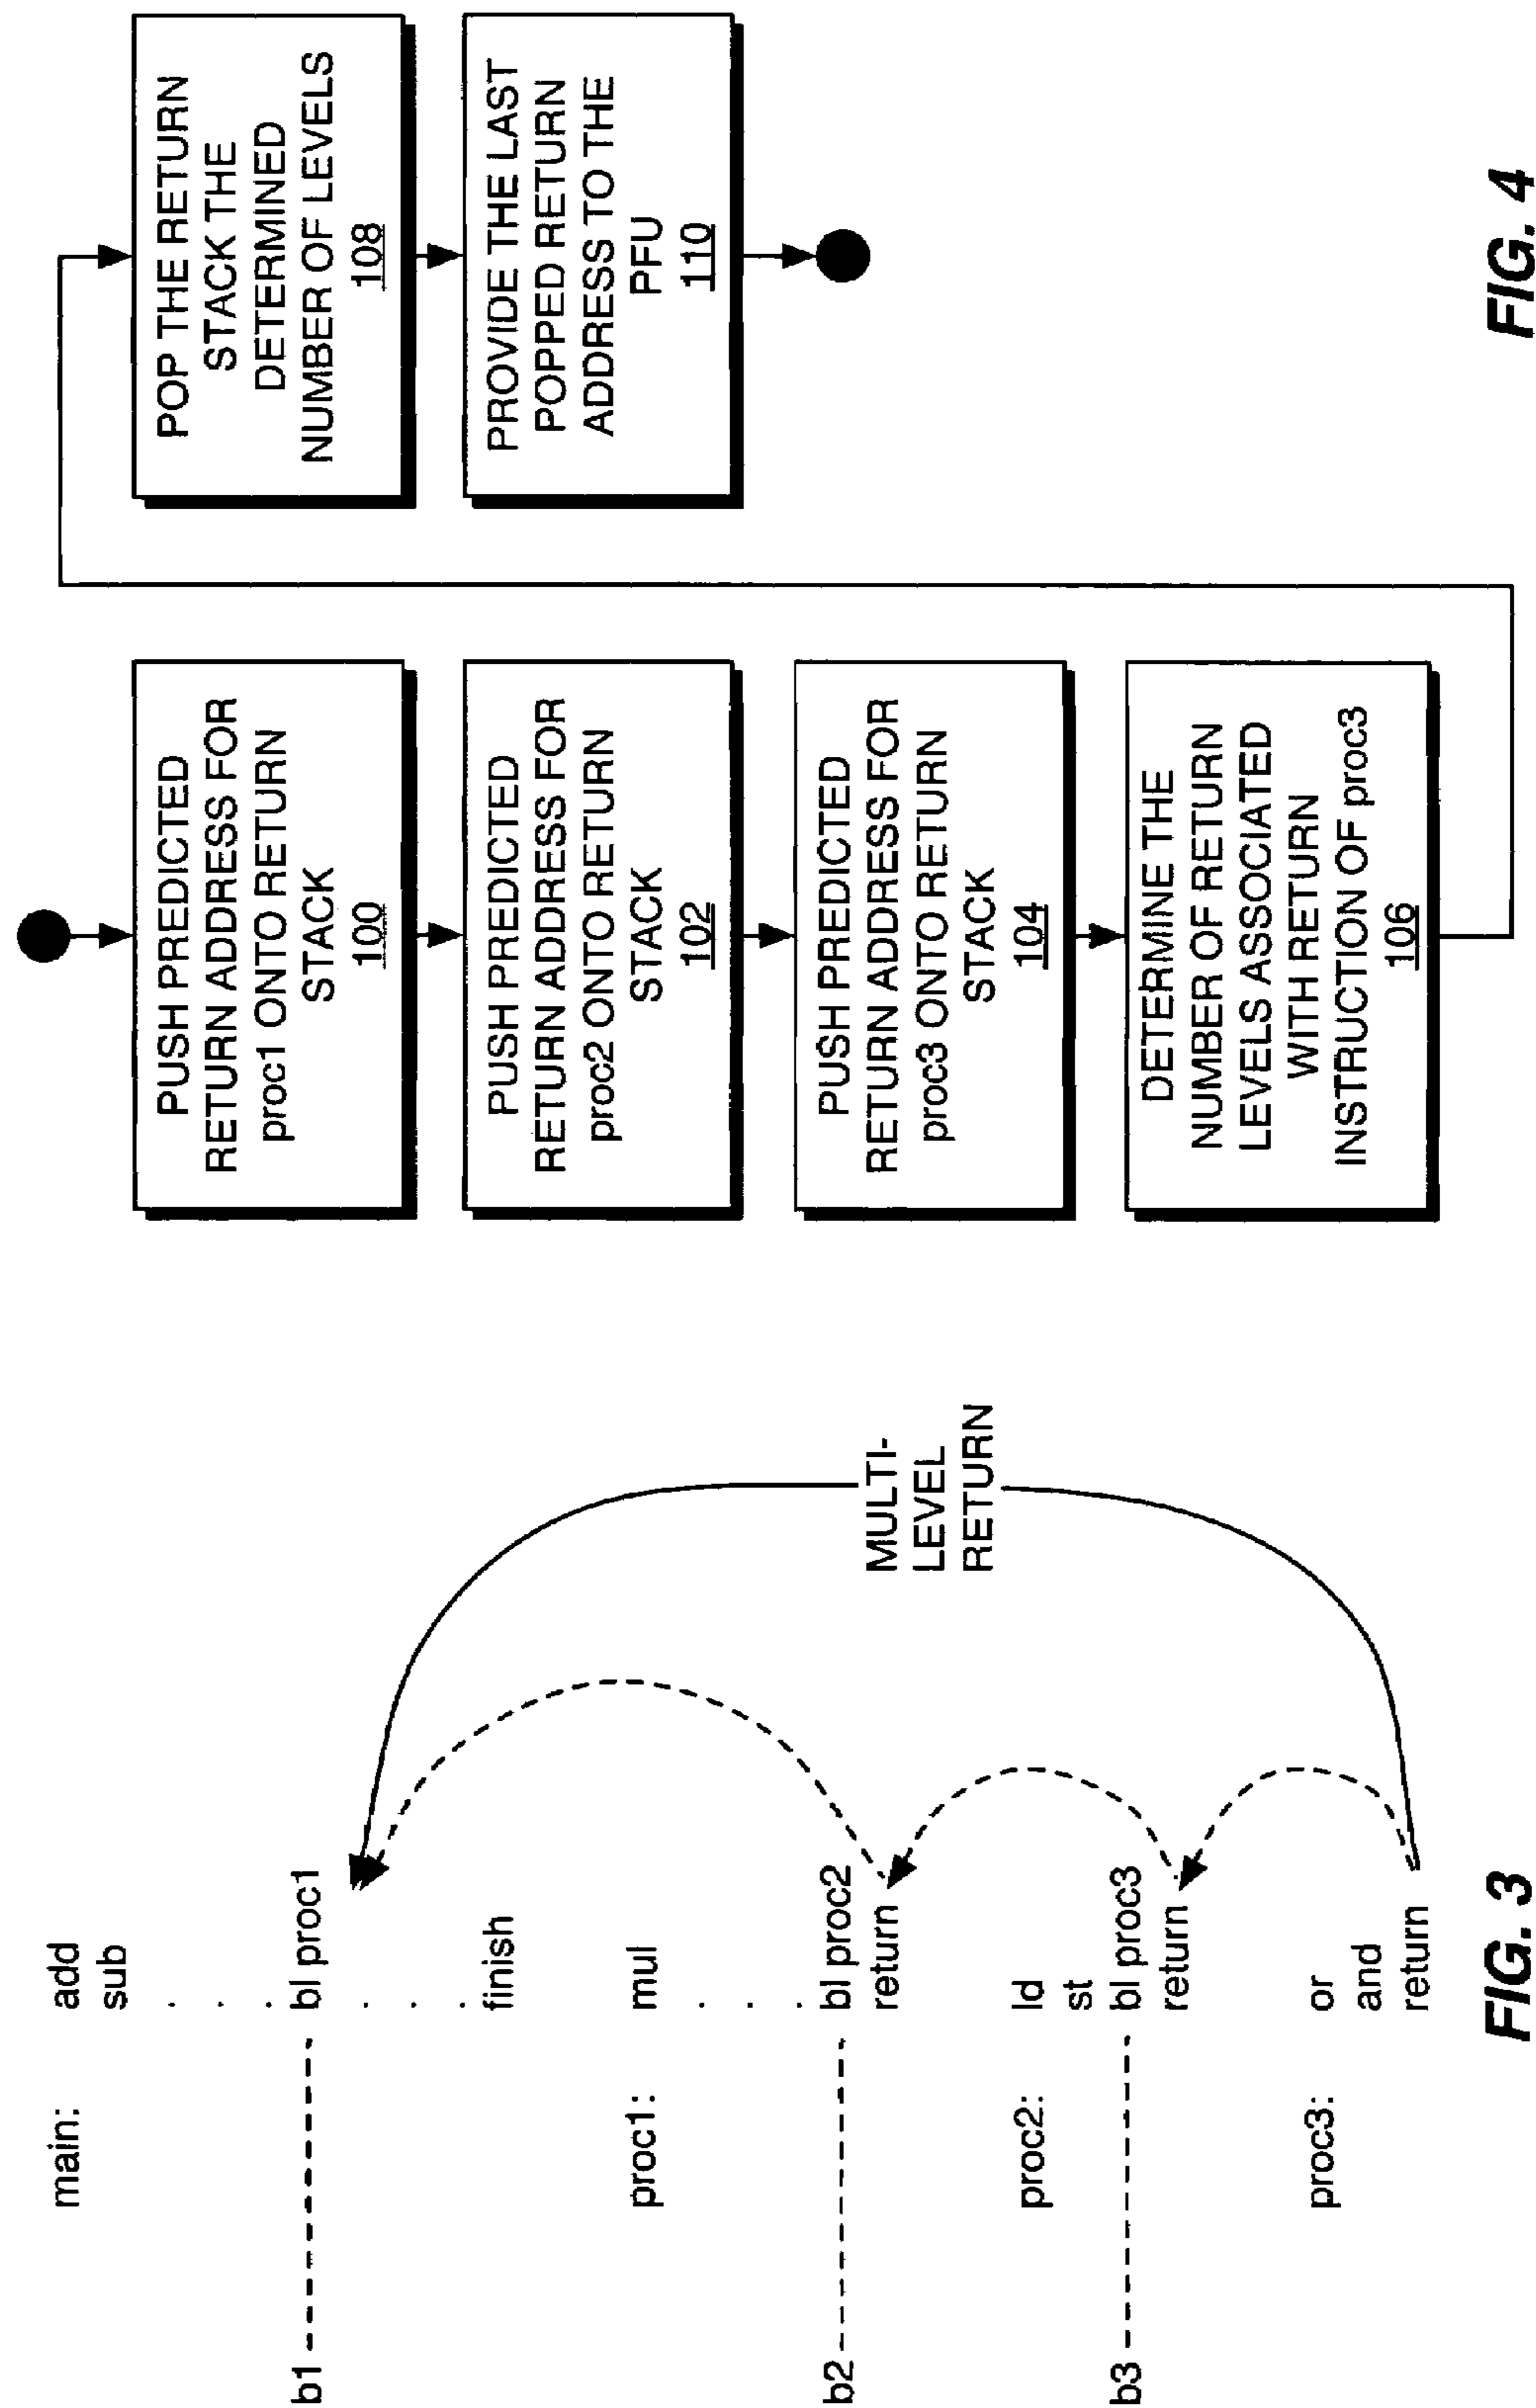 main: add
sub
.
.
b1 bl proc1
.
.
.
finish
proc1: mul
.
.
.
b2 bl proc2
return
proc2: ld
st
b3 bl proc3
return
proc3: or
and
return
MULTI-
LEVEL
RETURN
FIG. 3
PUSH PREDICTED
RETURN ADDRESS FOR
proc1 ONTO RETURN
STACK
100
PUSH PREDICTED
RETURN ADDRESS FOR
proc2 ONTO RETURN
STACK
102
PUSH PREDICTED
RETURN ADDRESS FOR
proc3 ONTO RETURN
STACK
104
DETERMINE THE
NUMBER OF RETURN
LEVELS ASSOCIATED
WITH RETURN
INSTRUCTION OF proc3
106
POP THE RETURN
STACK THE
DETERMINED
NUMBER OF LEVELS
108
PROVIDE THE LAST
POPPED RETURN
ADDRESS TO THE
PFU
110
FIG. 4